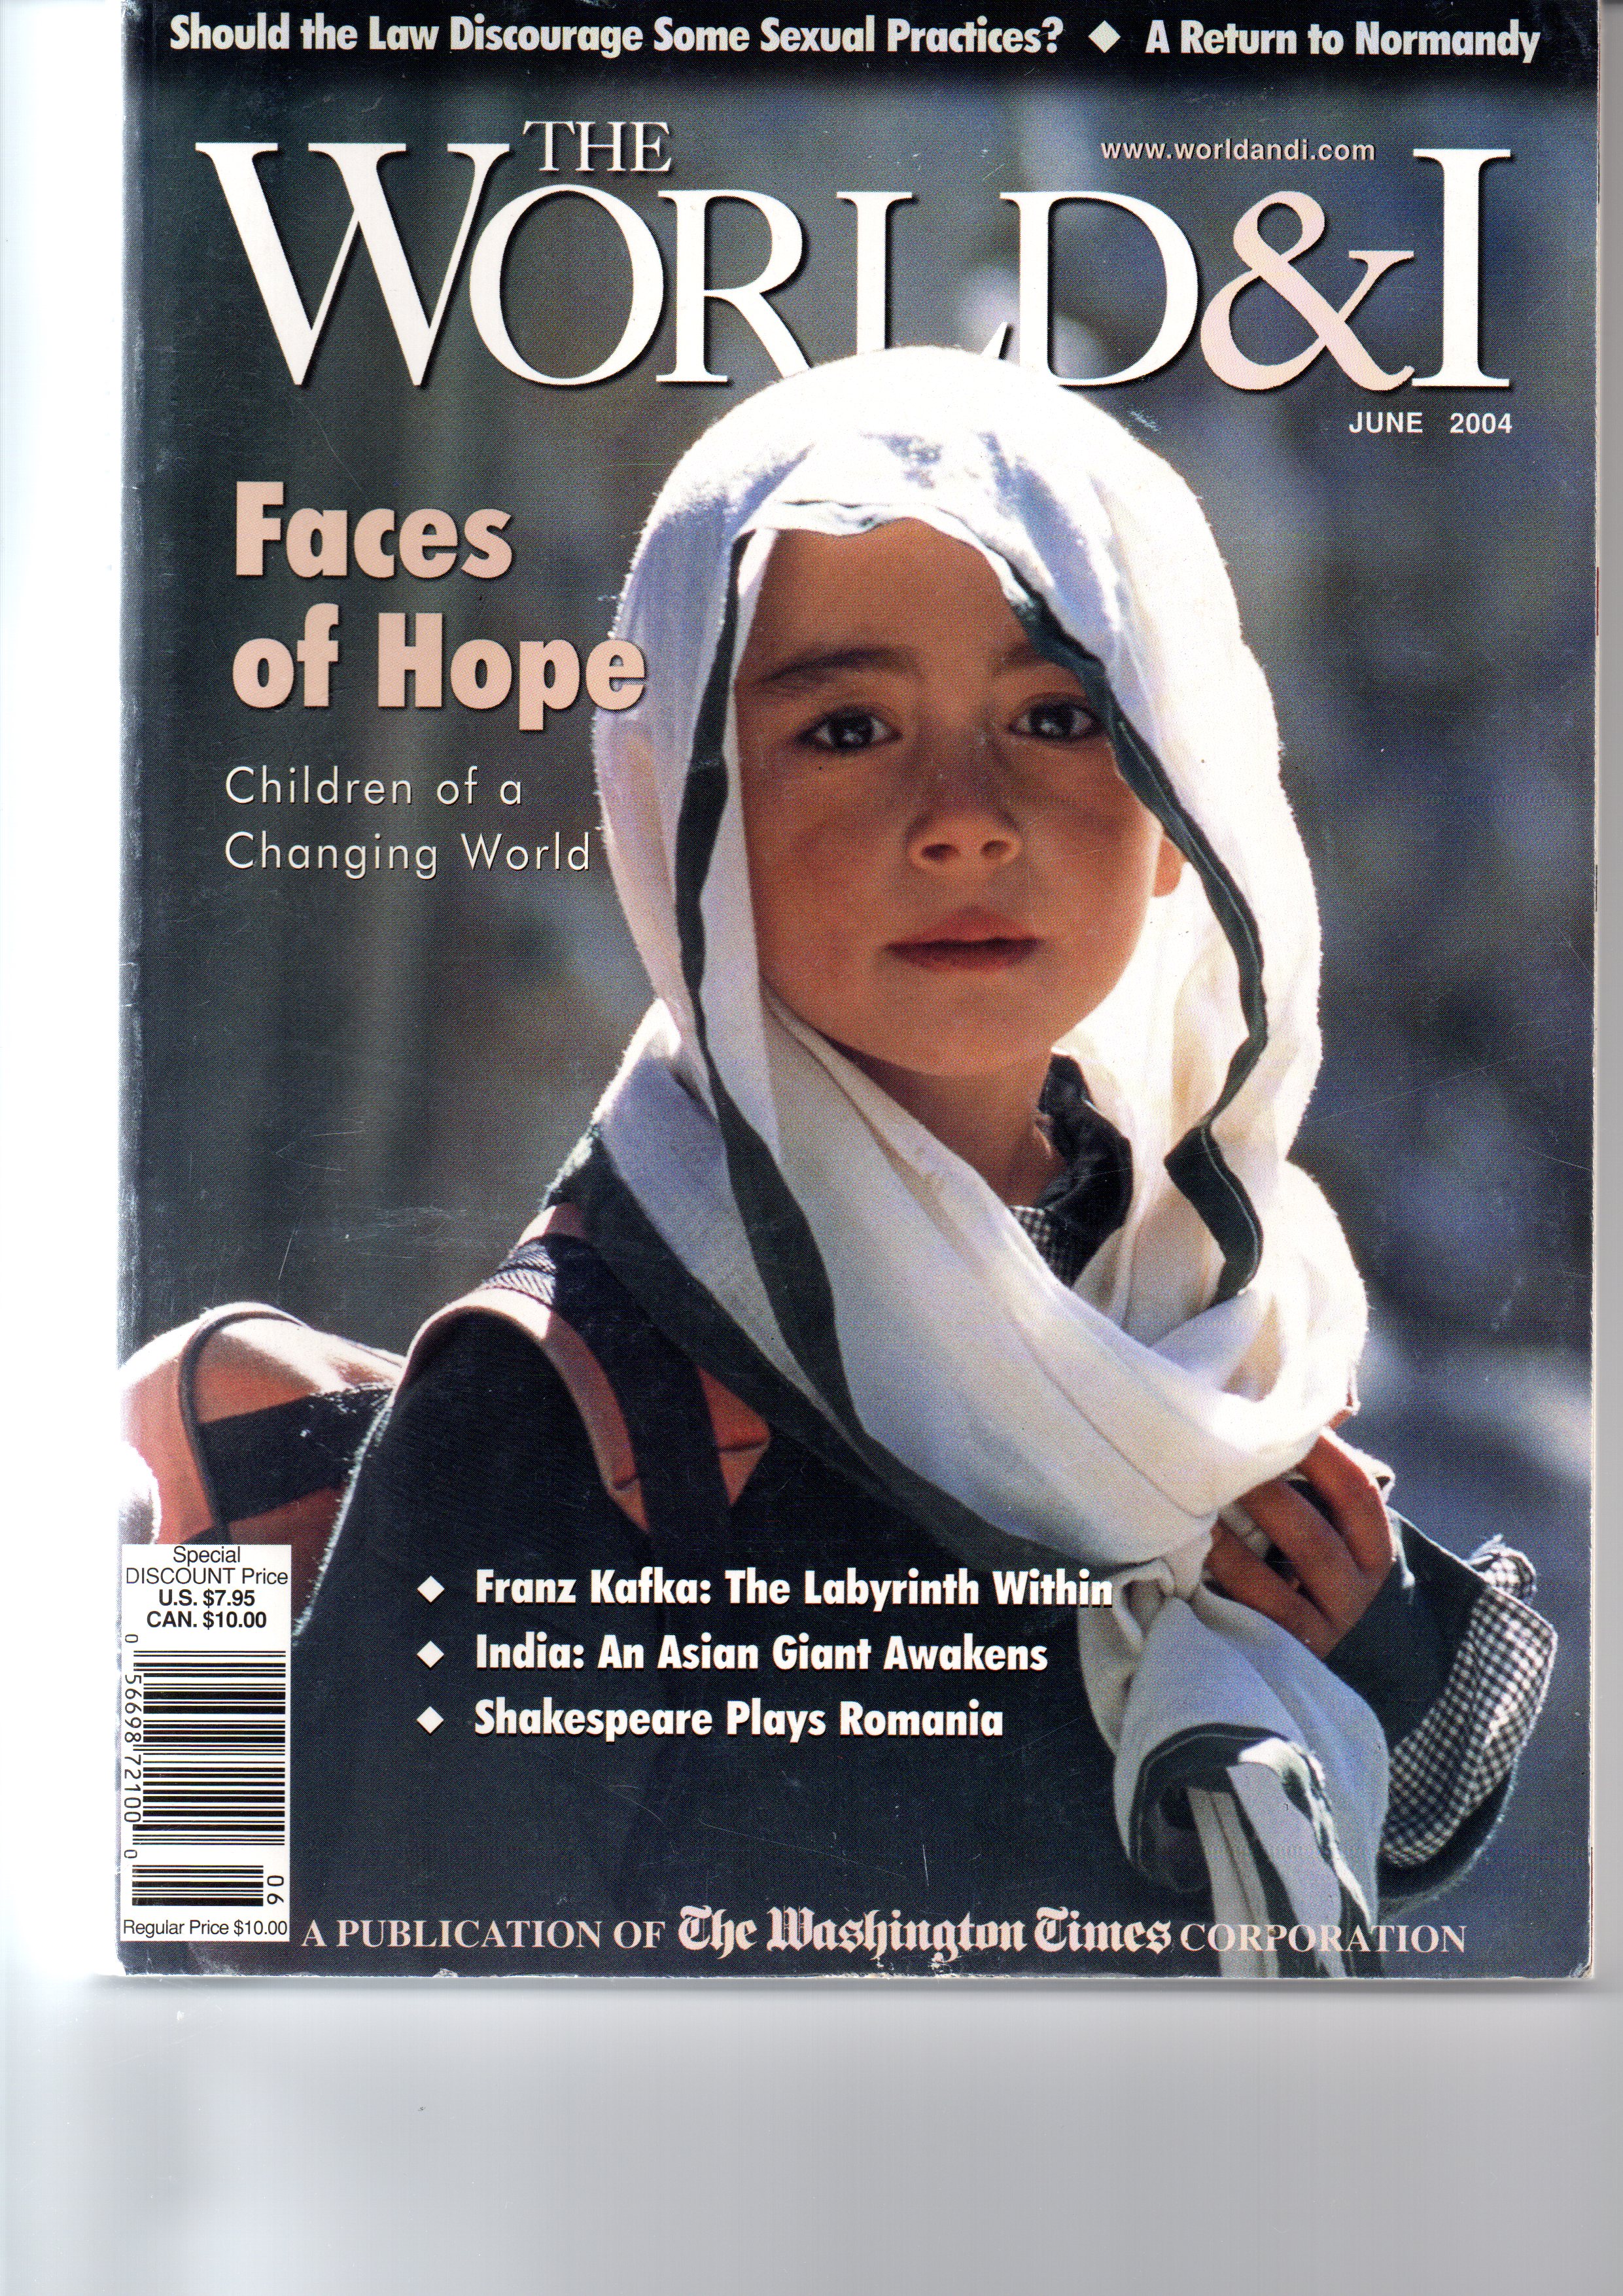 Should the Law Discourage Some Sexual Practices? ◆ A Return to Normandy
THE
www.worldandi.com
WORLD&I
JUNE 2004
Faces
of Hope
Children of a
Changing World
◆ Franz Kafka: The Labyrinth Within
◆ India: An Asian Giant Awakens
◆ Shakespeare Plays Romania
Special
DISCOUNT Price
U.S. $7.95
CAN. $10.00
0 56698 72100 0
06
Regular Price $10.00
A PUBLICATION OF The Washington Times CORPORATION